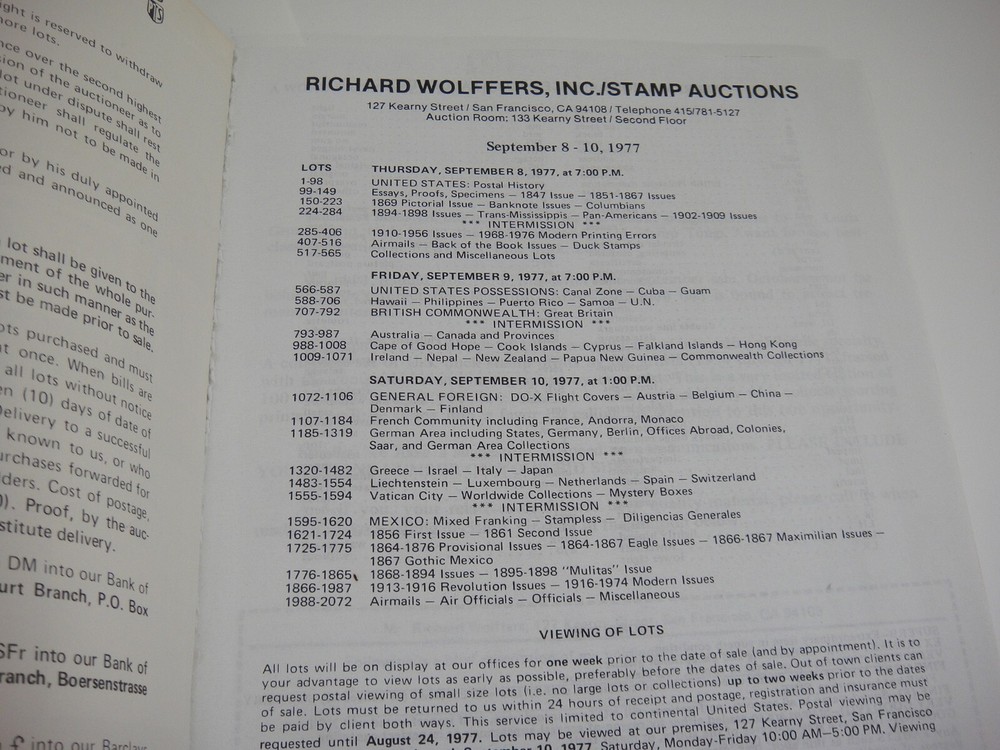 ght is reserved to withdraw
more lots.
nce over the second highest
sion of the auctioneer as to
lot under dispute shall rest
tioneer shall regulate the
by him not to be made in
or by his duly appointed
ed and announced as one
lot shall be given to the
ment of the whole pur-
er in such manner as the
st be made prior to sale.
ots purchased and must
at once. When bills are
all lots without notice
en (10) days of date of
Delivery to a successful
known to us, or who
urchases forwarded for
ders. Cost of postage,
0). Proof, by the auc-
stitute delivery.
DM into our Bank of
urt Branch, P.O. Box
SFr into our Bank of
ranch, Boersenstrasse
£ into our Barclay
RICHARD WOLFFERS, INC./STAMP AUCTIONS
127 Kearny Street / San Francisco, CA 94108 / Telephone 415/781-5127
Auction Room: 133 Kearny Street / Second Floor
September 8 - 10, 1977
LOTS THURSDAY, SEPTEMBER 8, 1977, at 7:00 P.M.
1-98 UNITED STATES: Postal History
99-149 Essays, Proofs, Specimens — 1847 Issue — 1851-1867 Issues
150-223 1869 Pictorial Issue — Banknote Issues — Columbians
224-284 1894-1898 Issues — Trans-Mississippis — Pan-Americans — 1902-1909 Issues
*** INTERMISSION ***
285-406 1910-1956 Issues — 1968-1976 Modern Printing Errors
407-516 Airmails — Back of the Book Issues — Duck Stamps
517-565 Collections and Miscellaneous Lots
FRIDAY, SEPTEMBER 9, 1977, at 7:00 P.M.
566-587 UNITED STATES POSSESSIONS: Canal Zone — Cuba — Guam
588-706 Hawaii — Philippines — Puerto Rico — Samoa — U.N.
707-792 BRITISH COMMONWEALTH: Great Britain
*** INTERMISSION ***
793-987 Australia — Canada and Provinces
988-1008 Cape of Good Hope — Cook Islands — Cyprus — Falkland Islands — Hong Kong
1009-1071 Ireland — Nepal — New Zealand — Papua New Guinea — Commonwealth Collections
SATURDAY, SEPTEMBER 10, 1977, at 1:00 P.M.
1072-1106 GENERAL FOREIGN: DO-X Flight Covers — Austria — Belgium — China —
Denmark — Finland
1107-1184 French Community including France, Andorra, Monaco
1185-1319 German Area including States, Germany, Berlin, Offices Abroad, Colonies,
Saar, and German Area Collections
*** INTERMISSION ***
1320-1482 Greece — Israel — Italy — Japan
1483-1554 Liechtenstein — Luxembourg — Netherlands — Spain — Switzerland
1555-1594 Vatican City — Worldwide Collections — Mystery Boxes
*** INTERMISSION ***
1595-1620 MEXICO: Mixed Franking — Stampless — Diligencias Generales
1621-1724 1856 First Issue — 1861 Second Issue
1725-1775 1864-1876 Provisional Issues — 1864-1867 Eagle Issues — 1866-1867 Maximilian Issues —
1867 Gothic Mexico
1776-1865 1868-1894 Issues — 1895-1898 "Mulitas" Issue
1866-1987 1913-1916 Revolution Issues — 1916-1974 Modern Issues
1988-2072 Airmails — Air Officials — Officials — Miscellaneous
VIEWING OF LOTS
All lots will be on display at our offices for one week prior to the date of sale (and by appointment). It is to
your advantage to view lots as early as possible, preferably before the dates of sale. Out of town clients can
request postal viewing of small size lots (i.e. no large lots or collections) up to two weeks prior to the dates
of sale. Lots must be returned to us within 24 hours of receipt and postage, registration and insurance must
be paid by client both ways. This service is limited to continental United States. Postal viewing may be
requested until August 24, 1977. Lots may be viewed at our premises, 127 Kearny Street, San Francisco
September 10, 1977, Saturday, Monday-Friday 10:00 AM-5:00 PM. Viewing